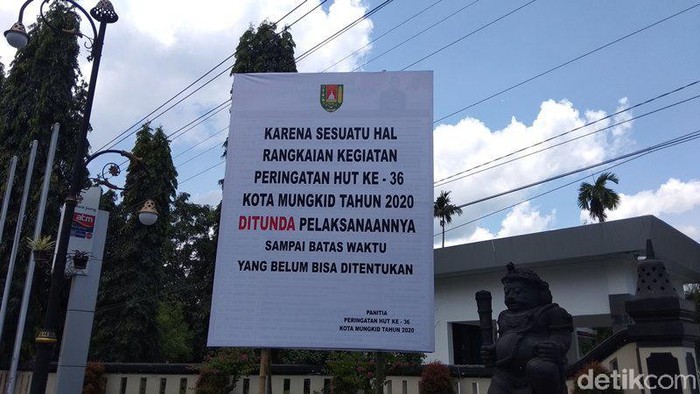 KARENA SESUATU HAL
RANGKAIAN KEGIATAN
PERINGATAN HUT KE - 36
KOTA MUNGKID TAHUN 2020
DITUNDA PELAKSANAANNYA
SAMPAI BATAS WAKTU
YANG BELUM BISA DITENTUKAN
PANITIA
PERINGATAN HUT KE - 36
KOTA MUNGKID TAHUN 2020
atm
detikcom